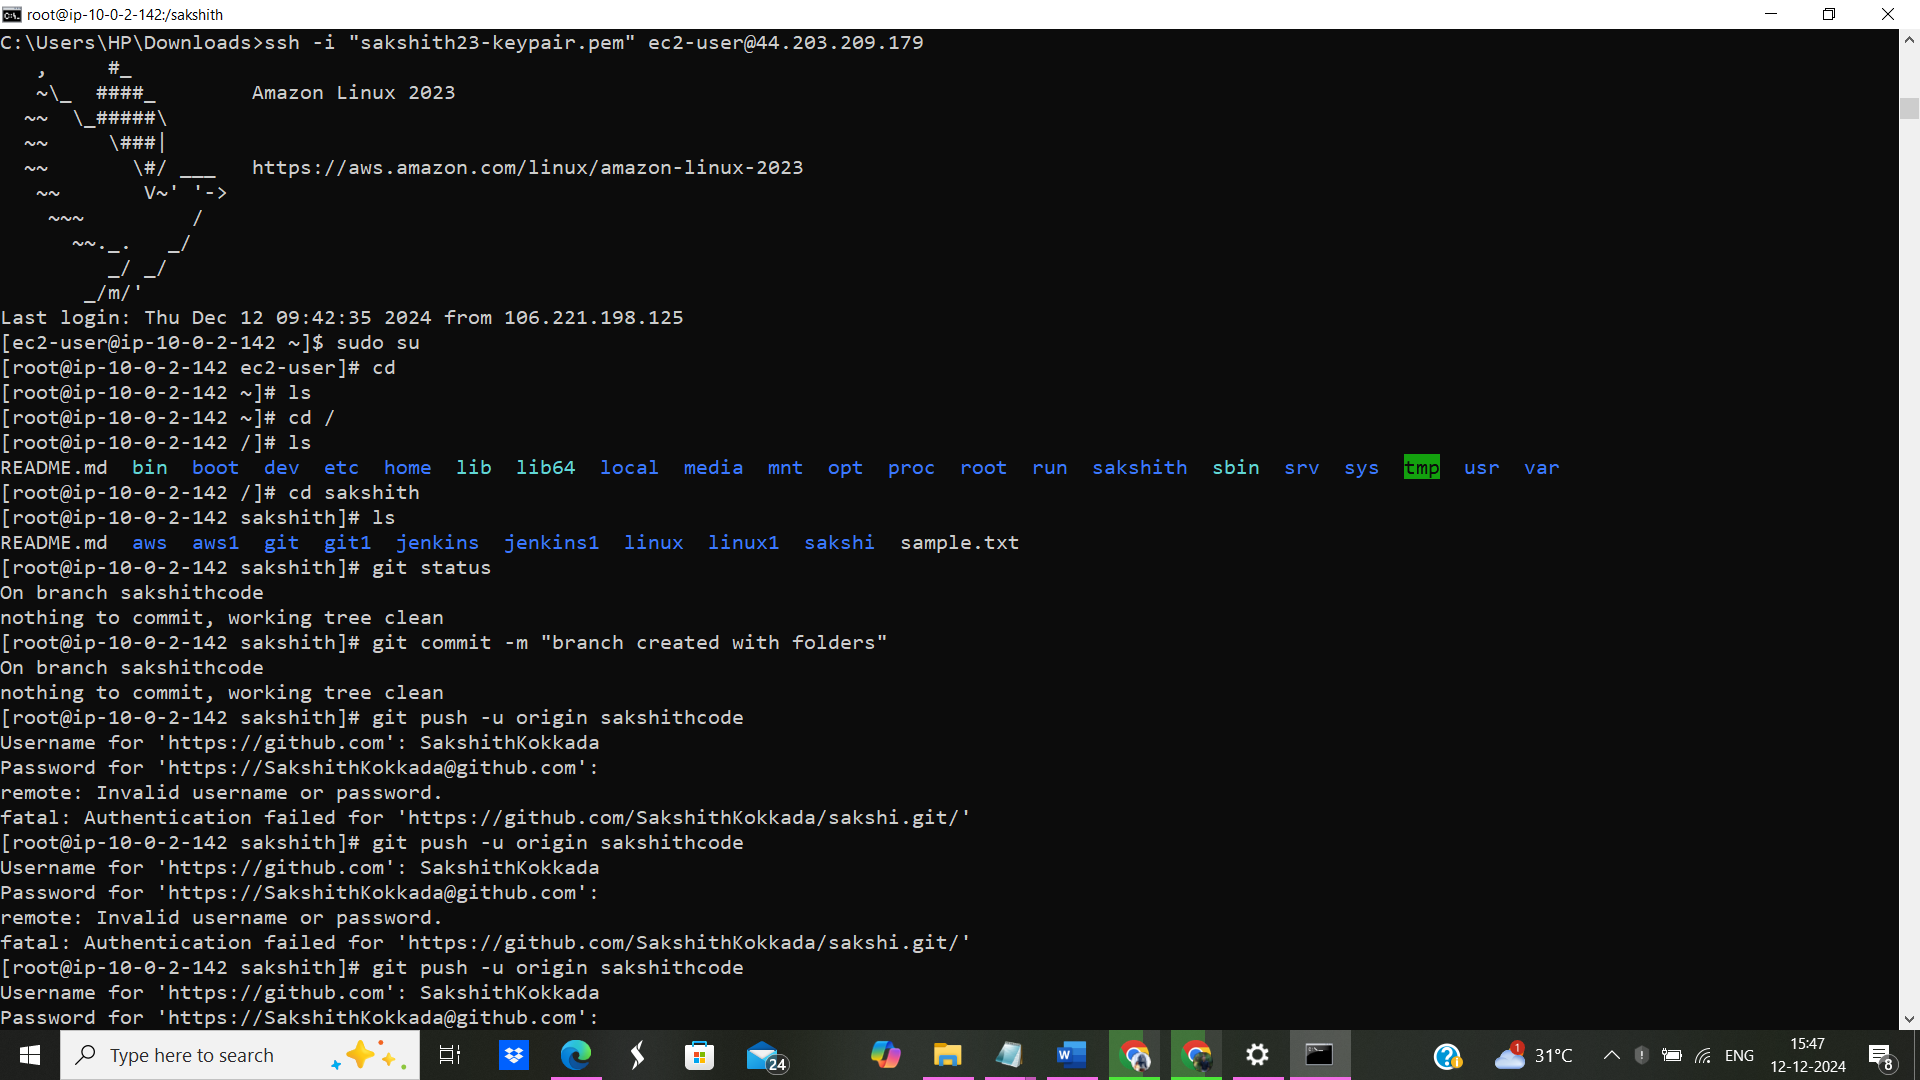 root@ip-10-0-2-142:/sakshith
C:\Users\HP\Downloads>ssh -i "sakshith23-keypair.pem" ec2-user@44.203.209.179
   ,     #_
   ~\_  ####_        Amazon Linux 2023
  ~~  \_#####\
  ~~     \###|
  ~~       \#/ ___   https://aws.amazon.com/linux/amazon-linux-2023
   ~~       V~' '->
    ~~~         /
      ~~._.   _/
         _/ _/
       _/m/'
Last login: Thu Dec 12 09:42:35 2024 from 106.221.198.125
[ec2-user@ip-10-0-2-142 ~]$ sudo su
[root@ip-10-0-2-142 ec2-user]# cd
[root@ip-10-0-2-142 ~]# ls
[root@ip-10-0-2-142 ~]# cd /
[root@ip-10-0-2-142 /]# ls
README.md  bin  boot  dev  etc  home  lib  lib64  local  media  mnt  opt  proc  root  run  sakshith  sbin  srv  sys  tmp  usr  var
[root@ip-10-0-2-142 /]# cd sakshith
[root@ip-10-0-2-142 sakshith]# ls
README.md  aws  aws1  git  git1  jenkins  jenkins1  linux  linux1  sakshi  sample.txt
[root@ip-10-0-2-142 sakshith]# git status
On branch sakshithcode
nothing to commit, working tree clean
[root@ip-10-0-2-142 sakshith]# git commit -m "branch created with folders"
On branch sakshithcode
nothing to commit, working tree clean
[root@ip-10-0-2-142 sakshith]# git push -u origin sakshithcode
Username for 'https://github.com': SakshithKokkada
Password for 'https://SakshithKokkada@github.com':
remote: Invalid username or password.
fatal: Authentication failed for 'https://github.com/SakshithKokkada/sakshi.git/'
[root@ip-10-0-2-142 sakshith]# git push -u origin sakshithcode
Username for 'https://github.com': SakshithKokkada
Password for 'https://SakshithKokkada@github.com':
remote: Invalid username or password.
fatal: Authentication failed for 'https://github.com/SakshithKokkada/sakshi.git/'
[root@ip-10-0-2-142 sakshith]# git push -u origin sakshithcode
Username for 'https://github.com': SakshithKokkada
Password for 'https://SakshithKokkada@github.com':
Type here to search
24
1
31°C
ENG
15:47
12-12-2024
8